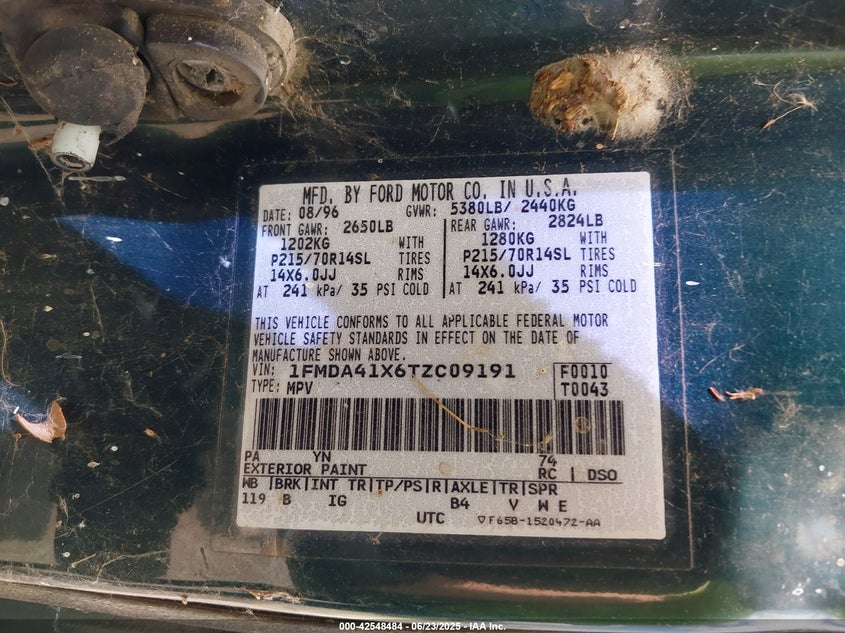 MFD. BY FORD MOTOR CO. IN U.S.A.
DATE: 08/96 GVWR: 5380LB/ 2440KG
FRONT GAWR: 2650LB REAR GAWR: 2824LB
1202KG WITH 1280KG WITH
P215/70R14SL TIRES P215/70R14SL TIRES
14X6.0JJ RIMS 14X6.0JJ RIMS
AT 241 kPa/ 35 PSI COLD AT 241 kPa/ 35 PSI COLD
THIS VEHICLE CONFORMS TO ALL APPLICABLE FEDERAL MOTOR
VEHICLE SAFETY STANDARDS IN EFFECT ON THE DATE OF
MANUFACTURE SHOWN ABOVE.
VIN: 1FMDA41X6TZC09191 F0010
TYPE: MPV T0043
PA YN 74
EXTERIOR PAINT RC | DSO
WB |BRK|INT TR|TP/PS|R|AXLE|TR|SPR
119 B IG B4 V W E
UTC ▽F65B-1520472-AA
000-42548484 - 06/23/2025 - IAA Inc.